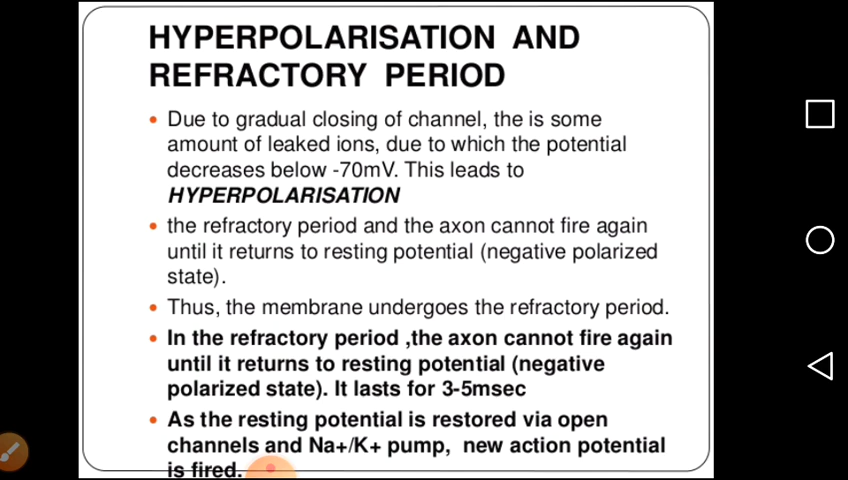 HYPERPOLARISATION AND
REFRACTORY PERIOD
• Due to gradual closing of channel, the is some
amount of leaked ions, due to which the potential
decreases below -70mV. This leads to
HYPERPOLARISATION
• the refractory period and the axon cannot fire again
until it returns to resting potential (negative polarized
state).
• Thus, the membrane undergoes the refractory period.
• In the refractory period ,the axon cannot fire again
until it returns to resting potential (negative
polarized state). It lasts for 3-5msec
• As the resting potential is restored via open
channels and Na+/K+ pump, new action potential
is fired.